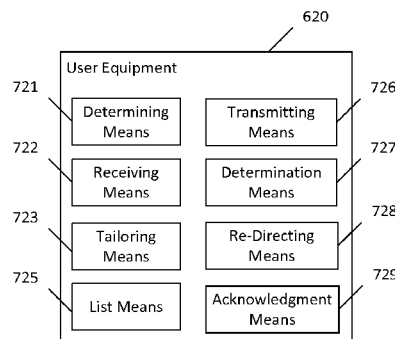 620
User Equipment
721
Determining
Means
Transmitting
Means
726
722
Receiving
Means
Determination
Means
727
723
Tailoring
Means
Re-Directing
Means
728
725
List Means
Acknowledgment
Means
729